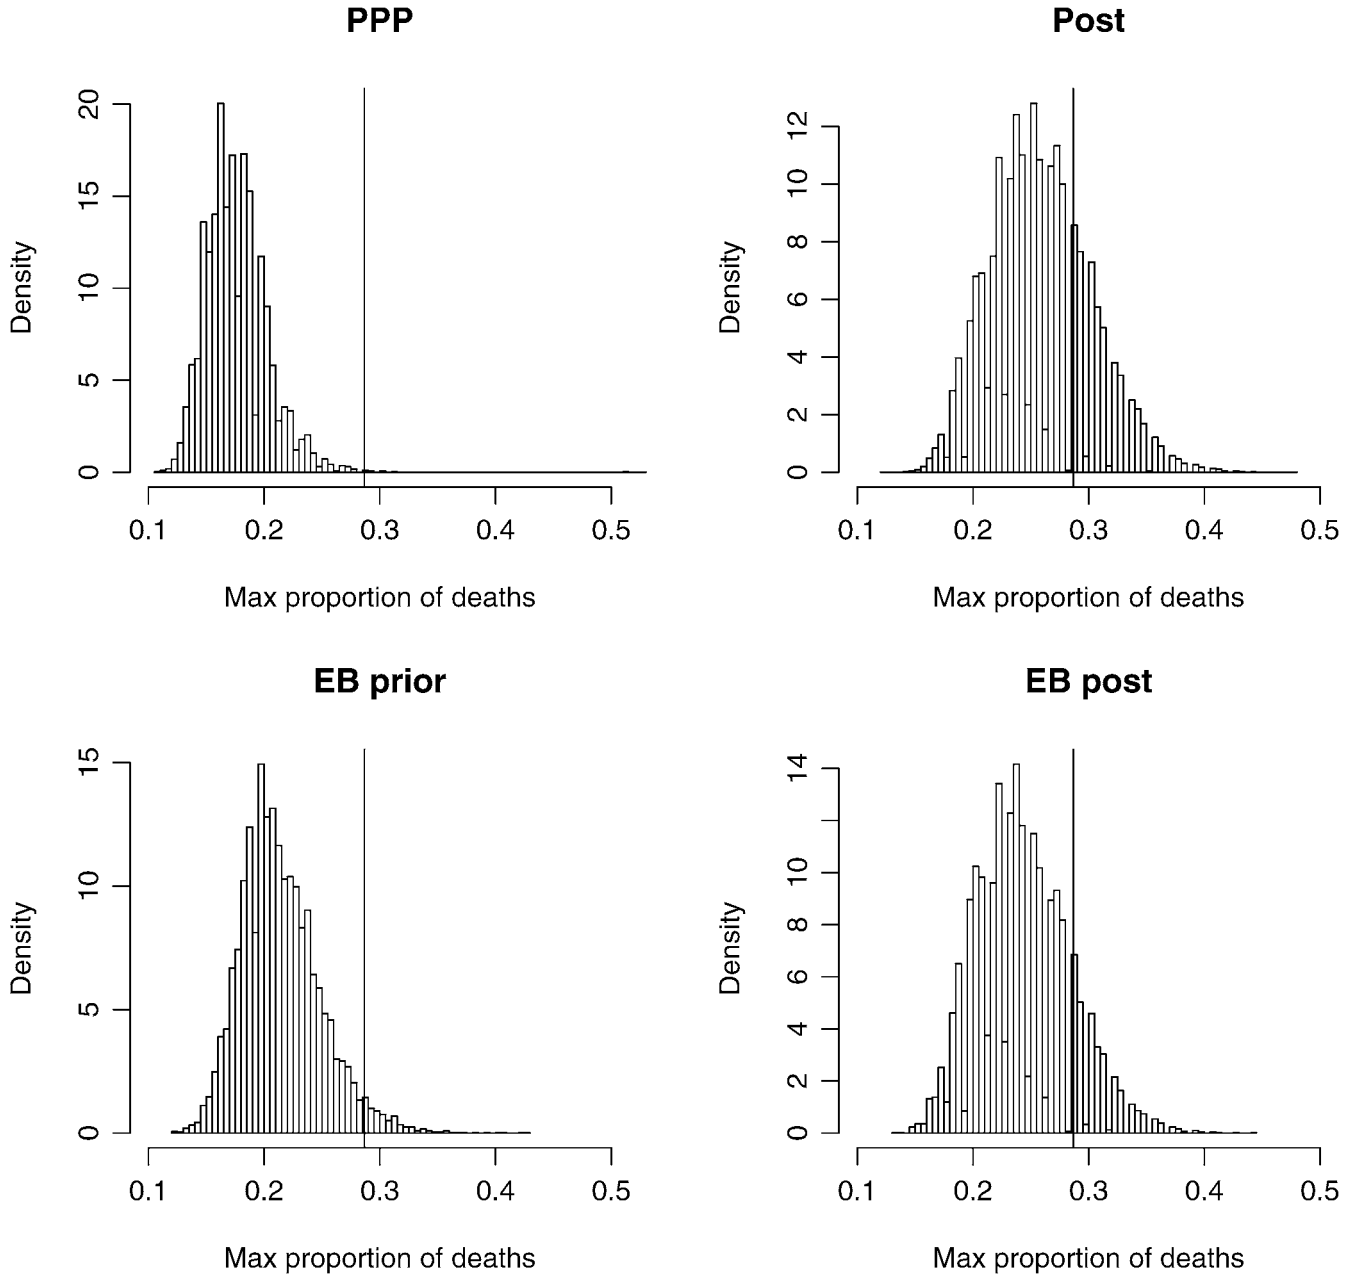 PPP
Density
0 5 10 15 20
0.1 0.2 0.3 0.4 0.5
Max proportion of deaths
Post
Density
0 2 4 6 8 10 12
0.1 0.2 0.3 0.4 0.5
Max proportion of deaths
EB prior
Density
0 5 10 15
0.1 0.2 0.3 0.4 0.5
Max proportion of deaths
EB post
Density
0 2 4 6 8 10 14
0.1 0.2 0.3 0.4 0.5
Max proportion of deaths